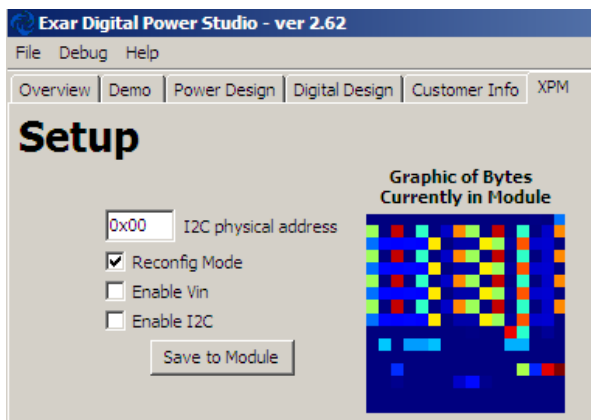 Exar Digital Power Studio - ver 2.62
File Debug Help
Overview Demo Power Design Digital Design Customer Info XPM
Setup
Graphic of Bytes
Currently in Module
0x00 I2C physical address
Reconfig Mode
Enable Vin
Enable I2C
Save to Module